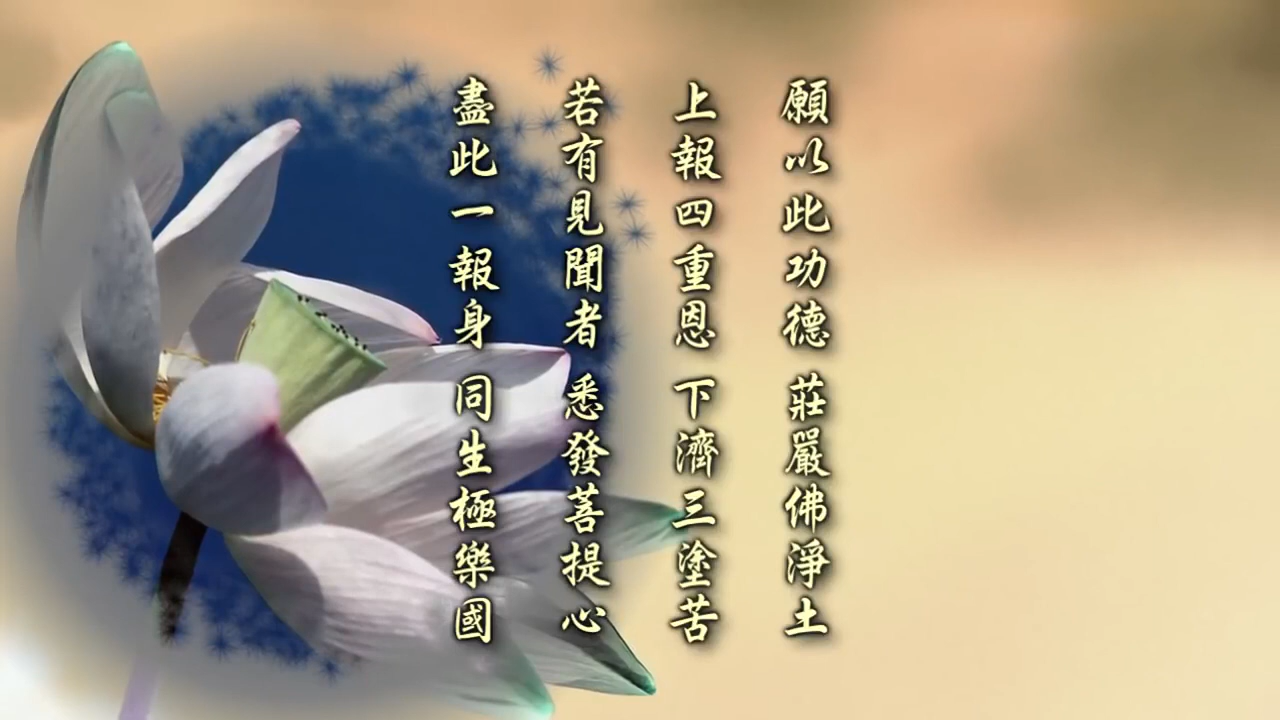 願以此功德 莊嚴佛淨土
上報四重恩 下濟三塗苦
若有見聞者 悉發菩提心
盡此一報身 同生極樂國